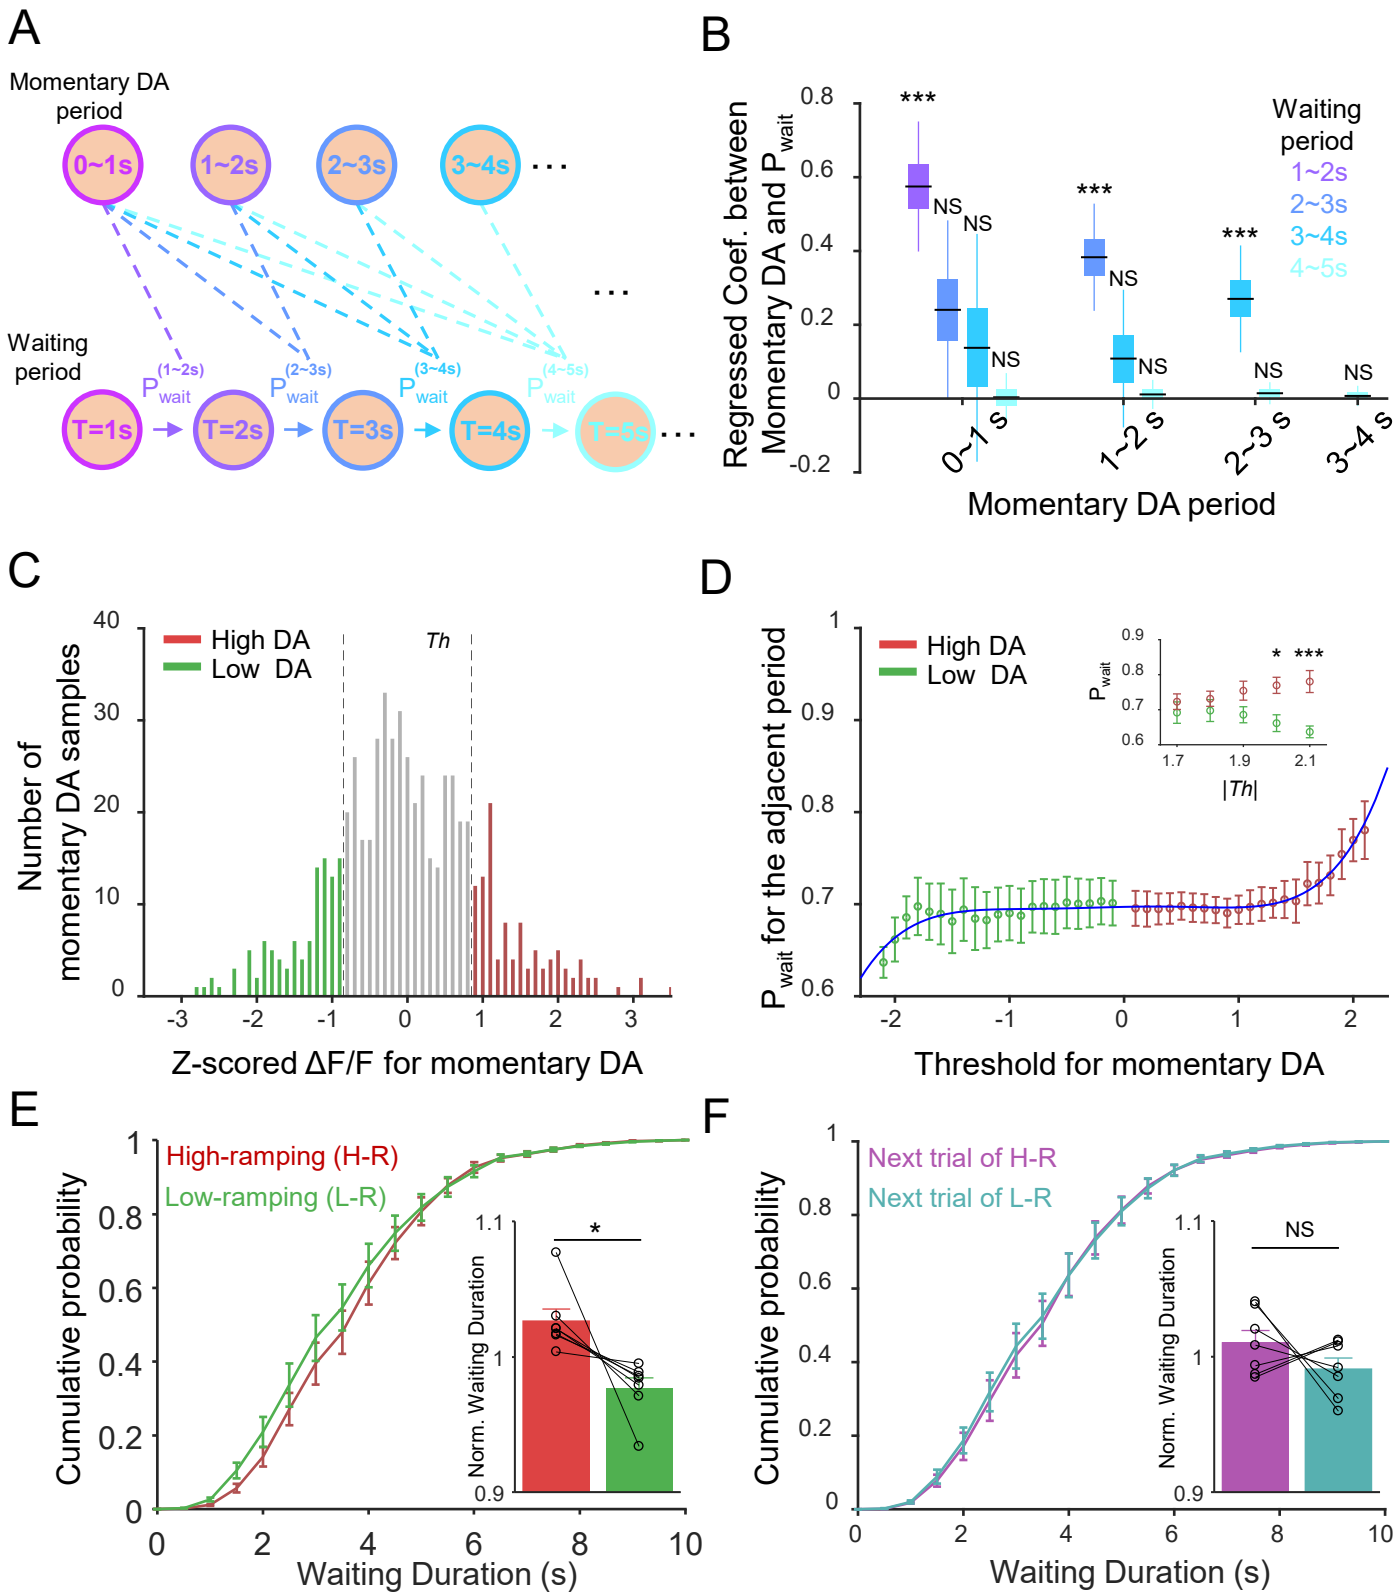 A
Momentary DA
period
0~1s
1~2s
2~3s
3~4s
...
...
Waiting
period
P wait (1~2s)
P wait (2~3s)
P wait (3~4s)
P wait (4~5s)
T=1s
T=2s
T=3s
T=4s
T=5s
...
B
Regressed Coef. between
Momentary DA and Pwait
0.8
0.6
0.4
0.2
0
-0.2
***
NS
NS
NS
***
NS
NS
***
NS
NS
Waiting
period
1~2s
2~3s
3~4s
4~5s
0~1 s
1~2 s
2~3 s
3~4 s
Momentary DA period
C
Number of
momentary DA samples
40
30
20
10
0
High DA
Low DA
Th
-3
-2
-1
0
1
2
3
Z-scored ΔF/F for momentary DA
D
Pwait for the adjacent period
1
0.9
0.8
0.7
0.6
High DA
Low DA
Pwait
0.9
0.8
0.7
0.6
*
***
1.7
1.9
2.1
|Th|
-2
-1
0
1
2
Threshold for momentary DA
E
Cumulative probability
1
0.8
0.6
0.4
0.2
0
High-ramping (H-R)
Low-ramping (L-R)
Norm. Waiting Duration
1.11
1
0.9
*
0
2
4
6
8
10
Waiting Duration (s)
F
Cumulative probability
1
0.8
0.6
0.4
0.2
0
Next trial of H-R
Next trial of L-R
Norm. Waiting Duration
1.11
1
0.9
NS
0
2
4
6
8
10
Waiting Duration (s)